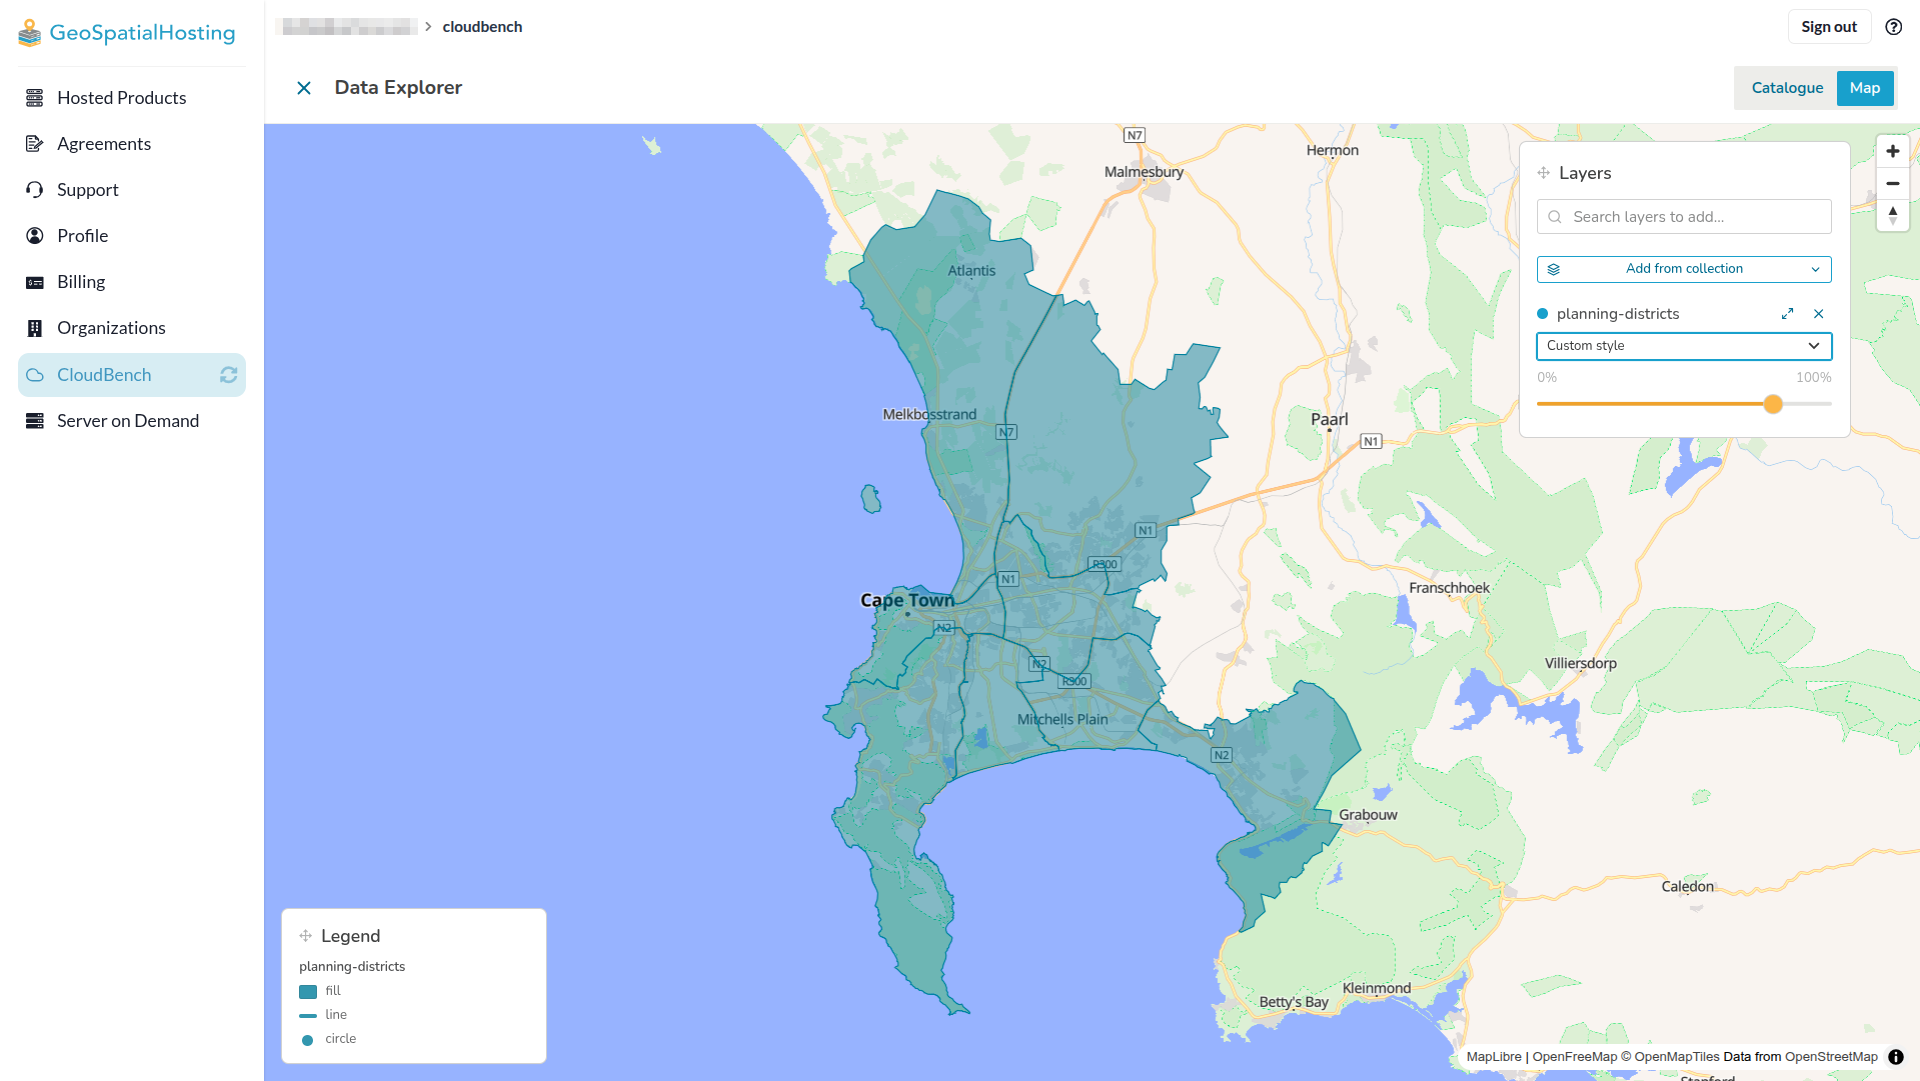 GeoSpatialHosting
cloudbench
Sign out
Data Explorer
Catalogue
Map
Hosted Products
Agreements
Support
Profile
Billing
Organizations
CloudBench
Server on Demand
Layers
Search layers to add...
Add from collection
planning-districts
Custom style
0%
100%
N7
Malmesbury
Hermon
Atlantis
Melkbosstrand
N7
Paarl
N1
N1
R300
N1
Cape Town
N2
Franschhoek
N2
R300
Villiersdorp
Mitchells Plain
N2
Grabouw
Caledon
Kleinmond
Betty's Bay
Legend
planning-districts
fill
line
circle
MapLibre | OpenFreeMap © OpenMapTiles Data from OpenStreetMap